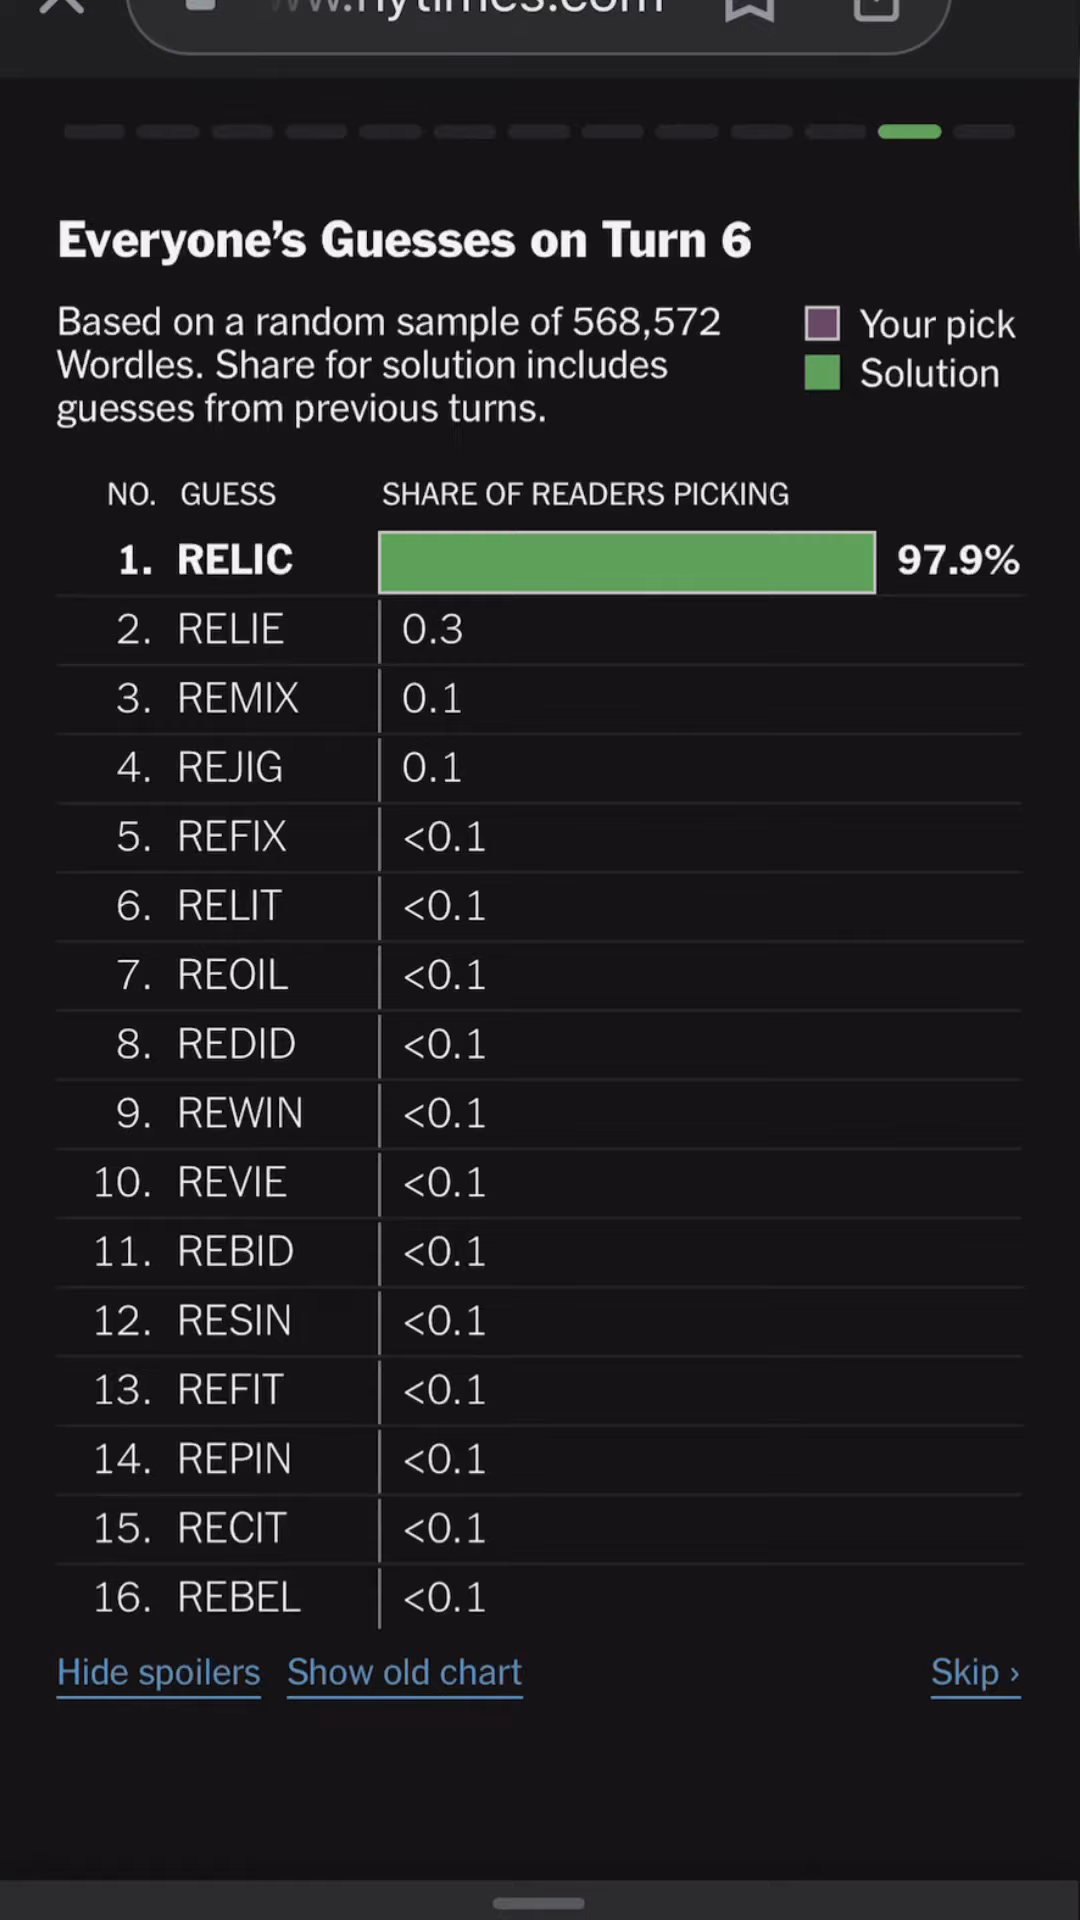 Everyone’s Guesses on Turn 6
Based on a random sample of 568,572
Wordles. Share for solution includes
guesses from previous turns.
Your pick
Solution
NO. GUESS SHARE OF READERS PICKING
1. RELIC 97.9%
2. RELIE 0.3
3. REMIX 0.1
4. REJIG 0.1
5. REFIX <0.1
6. RELIT <0.1
7. REOIL <0.1
8. REDID <0.1
9. REWIN <0.1
10. REVIE <0.1
11. REBID <0.1
12. RESIN <0.1
13. REFIT <0.1
14. REPIN <0.1
15. RECIT <0.1
16. REBEL <0.1
Hide spoilers Show old chart Skip ›